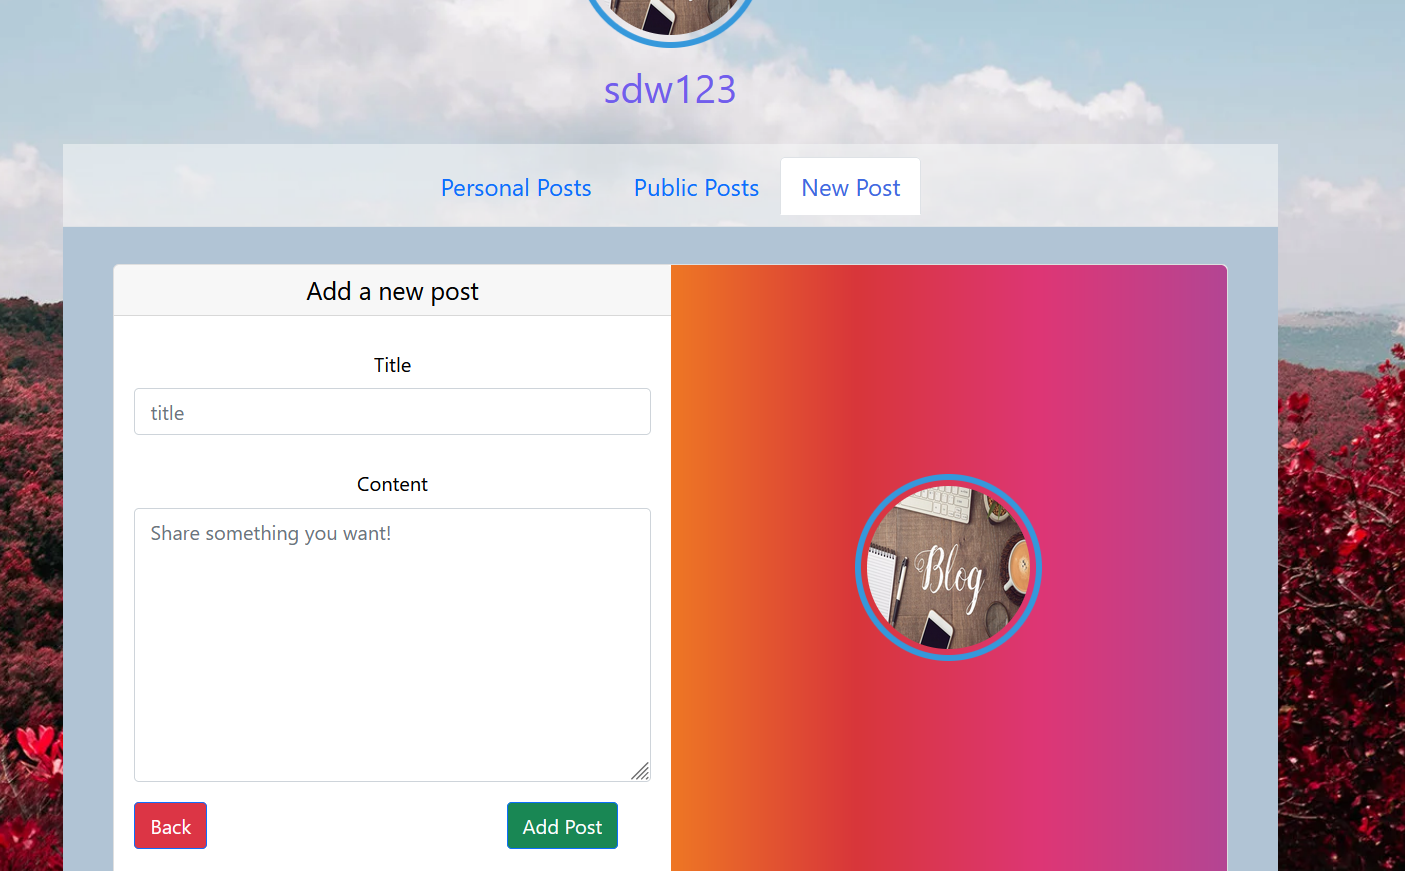 sdw123
Personal Posts
Public Posts
New Post
Add a new post
Title
title
Content
Share something you want!
Blog
Back
Add Post